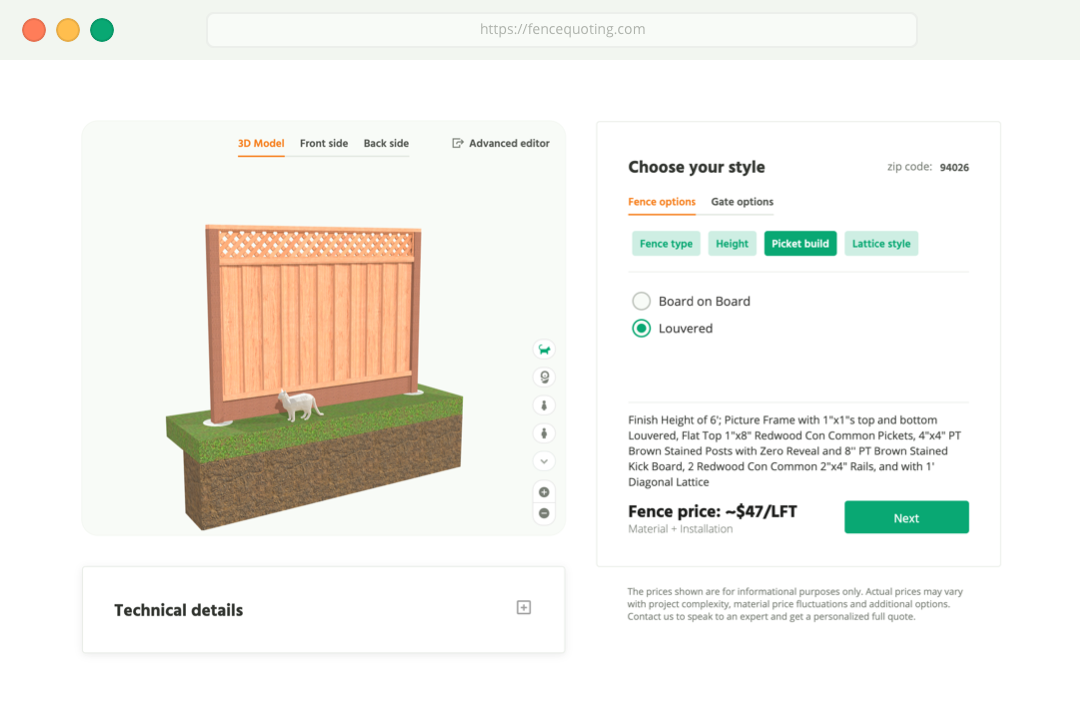 https://fencequoting.com
3D Model Front side Back side Advanced editor
Choose your style
zip code: 94026
Fence options Gate options
Fence type Height Picket build Lattice style
Board on Board
Louvered
Finish Height of 6'; Picture Frame with 1"x1"s top and bottom
Louvered, Flat Top 1"x8" Redwood Con Common Pickets, 4"x4" PT
Brown Stained Posts with Zero Reveal and 8" PT Brown Stained
Kick Board, 2 Redwood Con Common 2"x4" Rails, and with 1'
Diagonal Lattice
Fence price: ~$47/LFT
Material + Installation
Next
Technical details
The prices shown are for informational purposes only. Actual prices may vary
with project complexity, material price fluctuations and additional options.
Contact us to speak to an expert and get a personalized full quote.